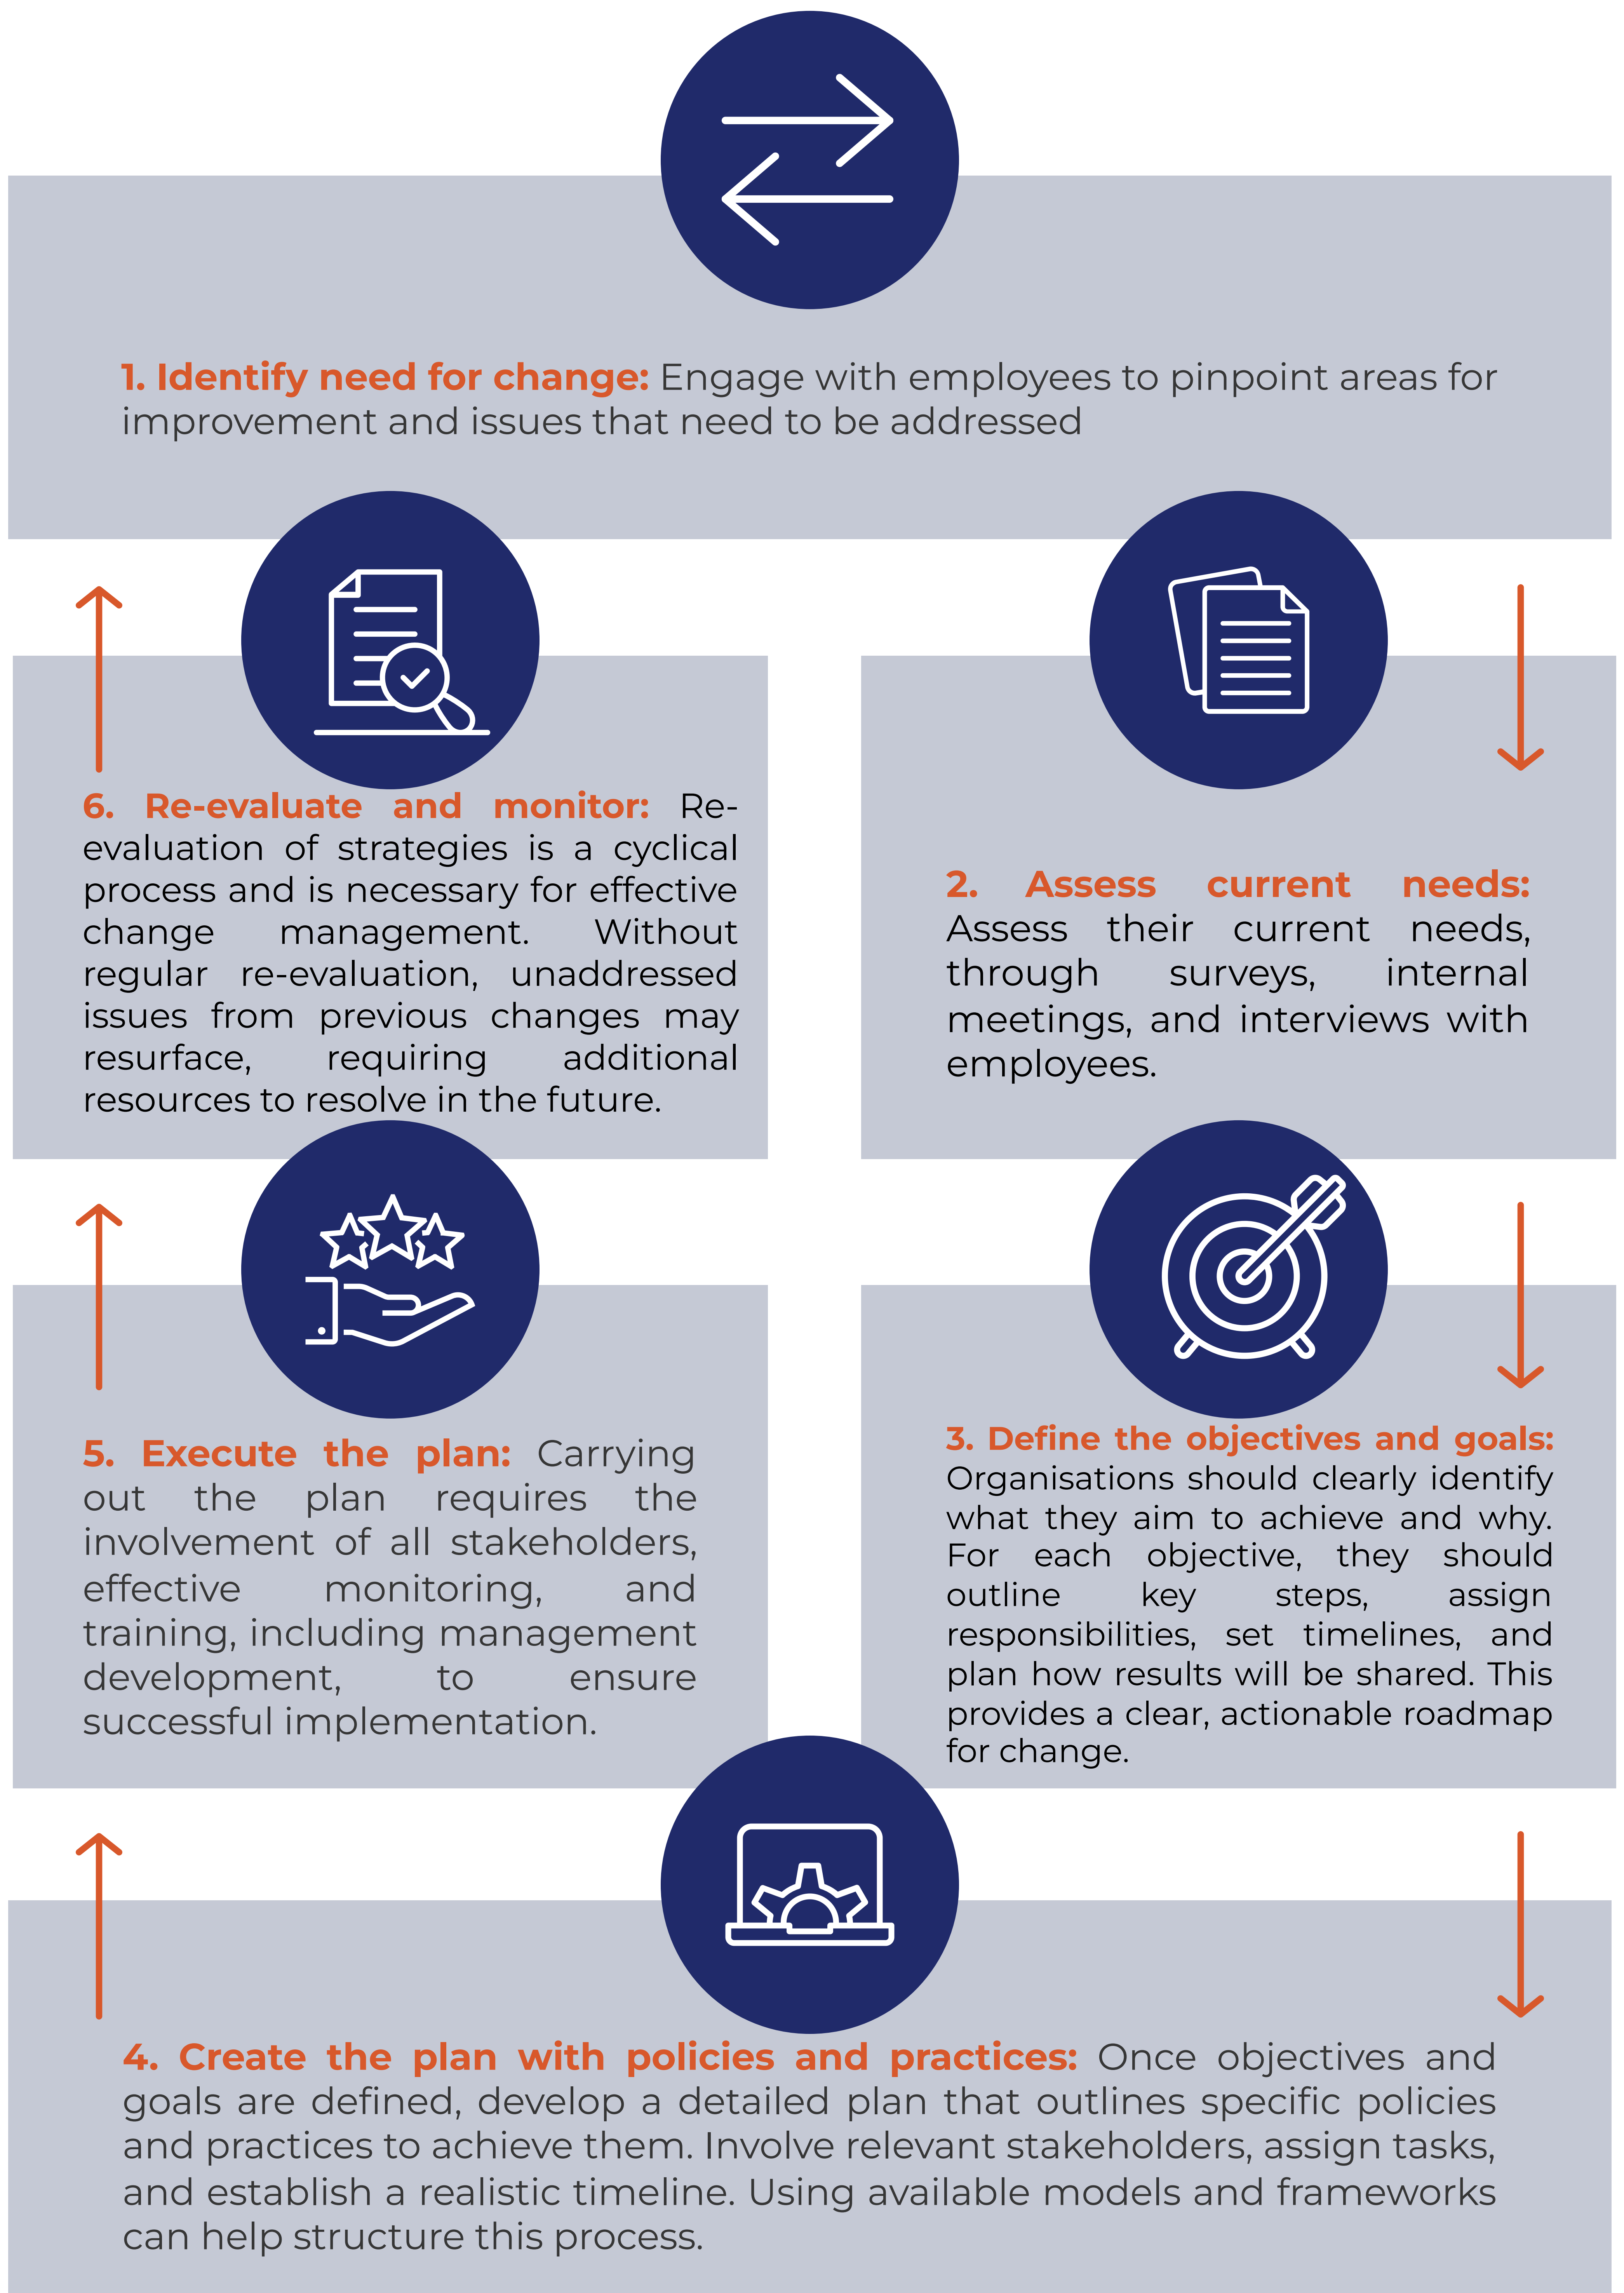 1. Identify need for change: Engage with employees to pinpoint areas for
improvement and issues that need to be addressed
2. Assess current needs:
Assess their current needs,
through surveys, internal
meetings, and interviews with
employees.
3. Define the objectives and goals:
Organisations should clearly identify
what they aim to achieve and why.
For each objective, they should
outline key steps, assign
responsibilities, set timelines, and
plan how results will be shared. This
provides a clear, actionable roadmap
for change.
4. Create the plan with policies and practices: Once objectives and
goals are defined, develop a detailed plan that outlines specific policies
and practices to achieve them. Involve relevant stakeholders, assign tasks,
and establish a realistic timeline. Using available models and frameworks
can help structure this process.
5. Execute the plan: Carrying
out the plan requires the
involvement of all stakeholders,
effective monitoring, and
training, including management
development, to ensure
successful implementation.
6. Re-evaluate and monitor: Re-
evaluation of strategies is a cyclical
process and is necessary for effective
change management. Without
regular re-evaluation, unaddressed
issues from previous changes may
resurface, requiring additional
resources to resolve in the future.